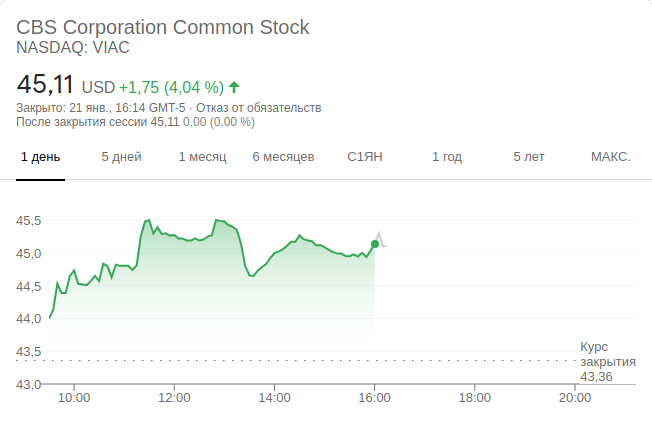 CBS Corporation Common Stock
NASDAQ: VIAC
45,11 USD +1,75 (4,04 %)
Закрыто: 21 янв., 16:14 GMT-5 · Отказ от обязательств
После закрытия сессии 45,11 0,00 (0,00 %)
1 день 5 дней 1 месяц 6 месяцев С1ЯН 1 год 5 лет МАКС.
45,5
45,0
44,5
44,0
43,5
43,0
Курс
закрытия
43,36
10:00 12:00 14:00 16:00 18:00 20:00